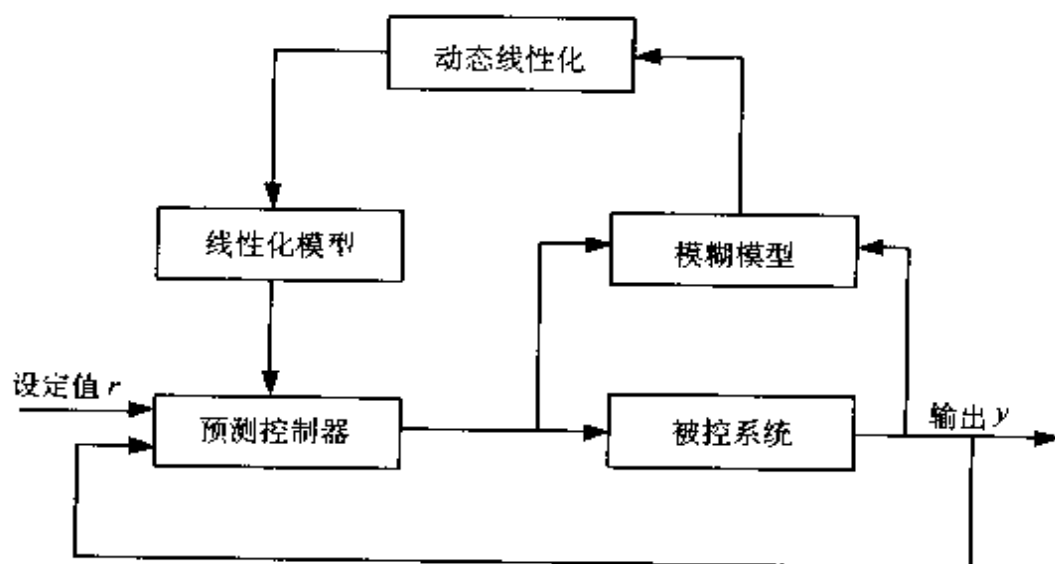 动态线性化
线性化模型
模糊模型
设定值 r
预测控制器
被控系统
输出 y